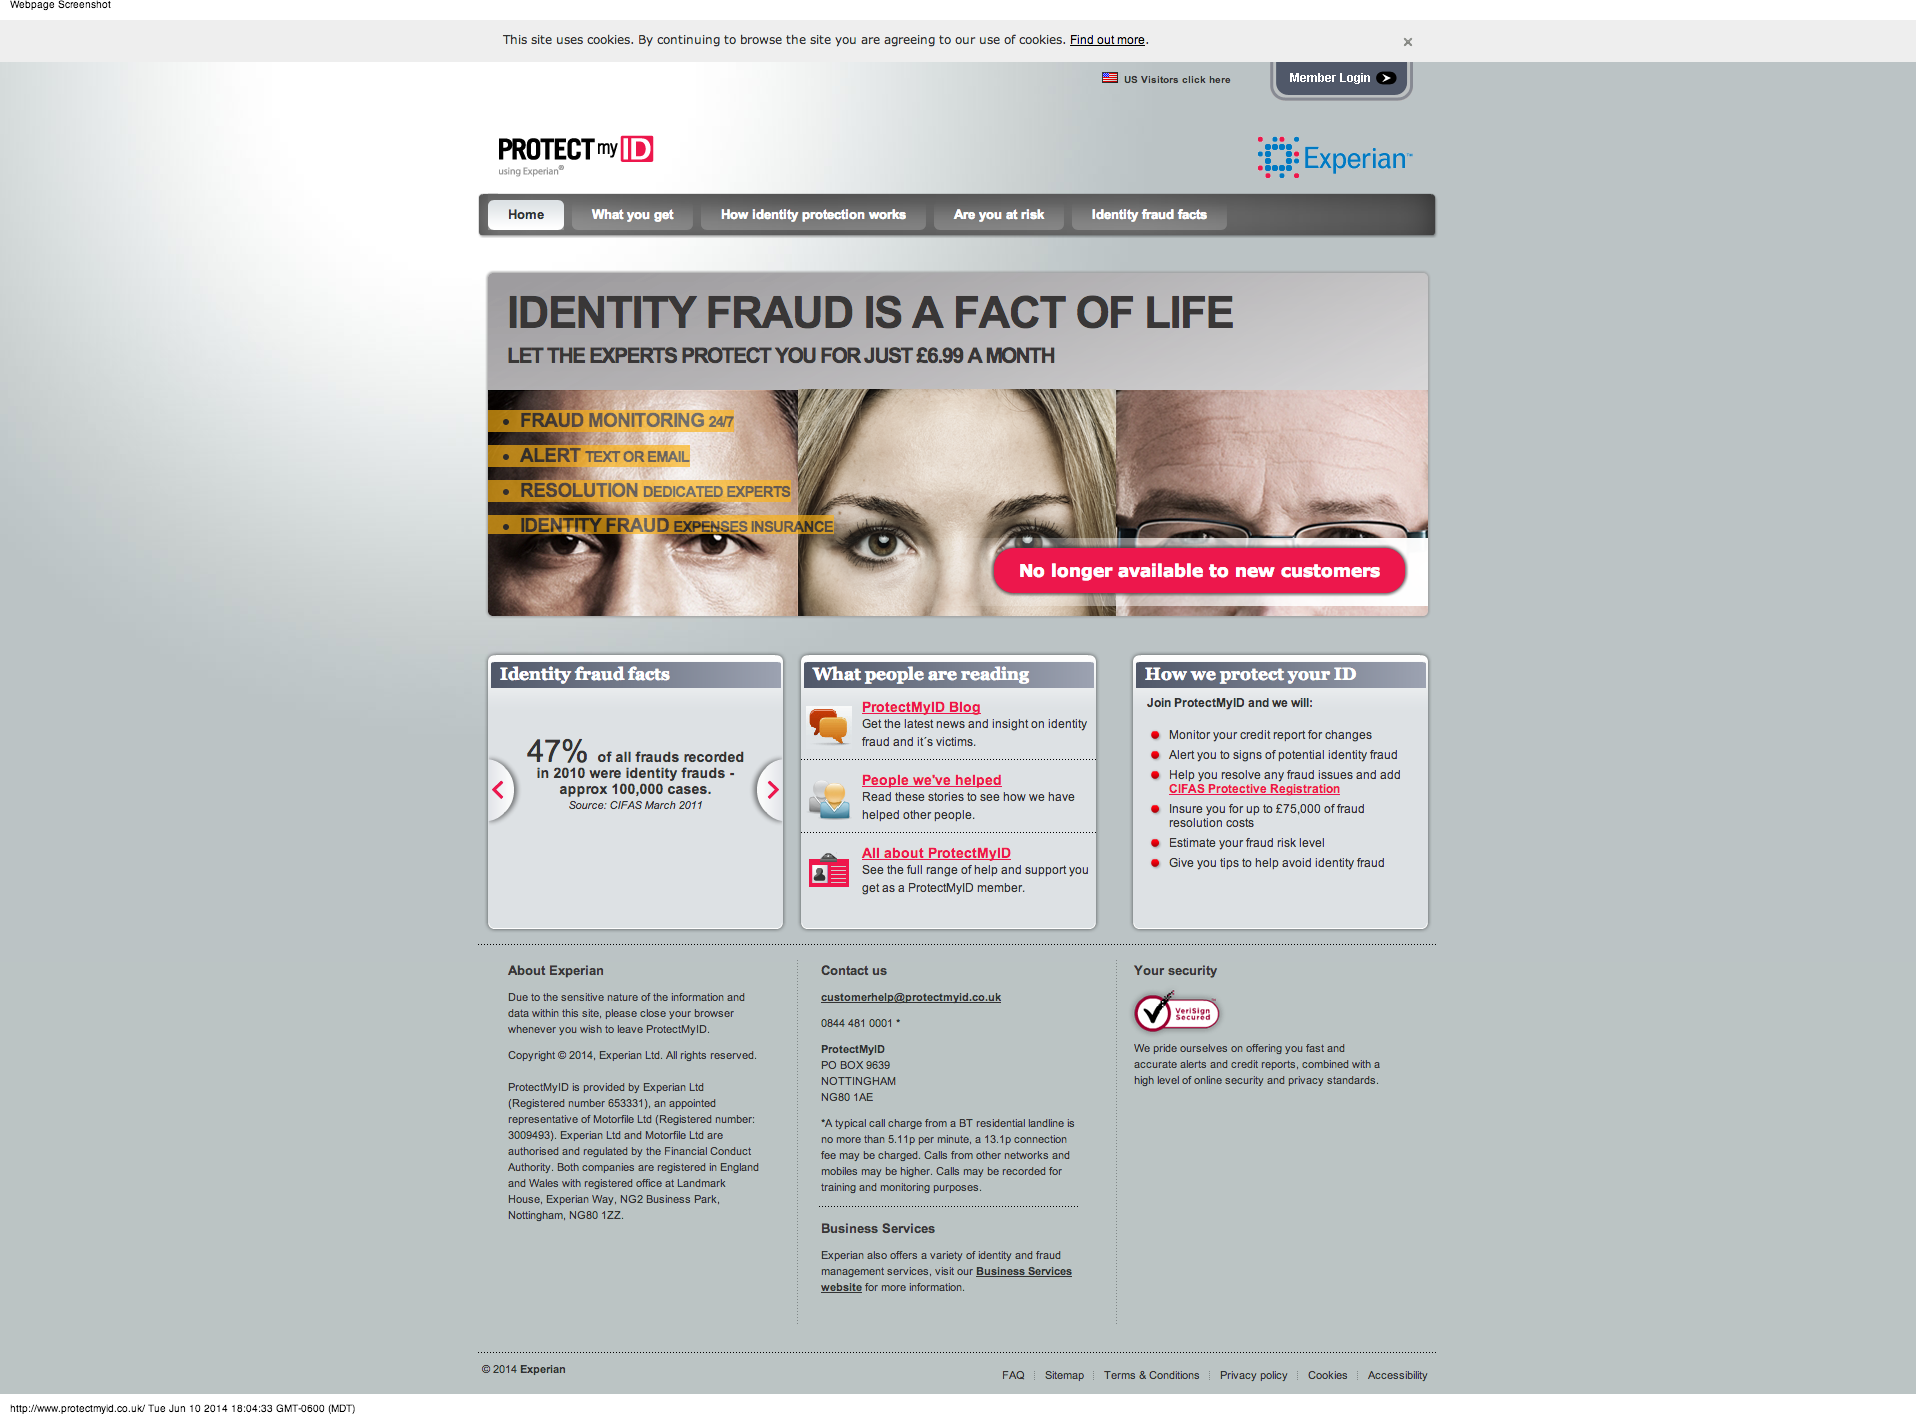 Webpage Screenshot
This site uses cookies. By continuing to browse the site you are agreeing to our use of cookies. Find out more.
US Visitors click here
Member Login
PROTECT my ID
using Experian®
Experian™
Home
What you get
How identity protection works
Are you at risk
Identity fraud facts
IDENTITY FRAUD IS A FACT OF LIFE
LET THE EXPERTS PROTECT YOU FOR JUST £6.99 A MONTH
• FRAUD MONITORING 24/7
• ALERT TEXT OR EMAIL
• RESOLUTION DEDICATED EXPERTS
• IDENTITY FRAUD EXPENSES INSURANCE
No longer available to new customers
Identity fraud facts
47% of all frauds recorded
in 2010 were identity frauds -
approx 100,000 cases.
Source: CIFAS March 2011
What people are reading
ProtectMyID Blog
Get the latest news and insight on identity
fraud and it´s victims.
People we've helped
Read these stories to see how we have
helped other people.
All about ProtectMyID
See the full range of help and support you
get as a ProtectMyID member.
How we protect your ID
Join ProtectMyID and we will:
Monitor your credit report for changes
Alert you to signs of potential identity fraud
Help you resolve any fraud issues and add
CIFAS Protective Registration
Insure you for up to £75,000 of fraud
resolution costs
Estimate your fraud risk level
Give you tips to help avoid identity fraud
About Experian
Due to the sensitive nature of the information and
data within this site, please close your browser
whenever you wish to leave ProtectMyID.
Copyright © 2014, Experian Ltd. All rights reserved.
ProtectMyID is provided by Experian Ltd
(Registered number 653331), an appointed
representative of Motorfile Ltd (Registered number:
3009493). Experian Ltd and Motorfile Ltd are
authorised and regulated by the Financial Conduct
Authority. Both companies are registered in England
and Wales with registered office at Landmark
House, Experian Way, NG2 Business Park,
Nottingham, NG80 1ZZ.
Contact us
customerhelp@protectmyid.co.uk
0844 481 0001 *
ProtectMyID
PO BOX 9639
NOTTINGHAM
NG80 1AE
*A typical call charge from a BT residential landline is
no more than 5.11p per minute, a 13.1p connection
fee may be charged. Calls from other networks and
mobiles may be higher. Calls may be recorded for
training and monitoring purposes.
Business Services
Experian also offers a variety of identity and fraud
management services, visit our Business Services
website for more information.
Your security
VeriSign
Secured
We pride ourselves on offering you fast and
accurate alerts and credit reports, combined with a
high level of online security and privacy standards.
© 2014 Experian
FAQ
Sitemap
Terms & Conditions
Privacy policy
Cookies
Accessibility
http://www.protectmyid.co.uk/ Tue Jun 10 2014 18:04:33 GMT-0600 (MDT)